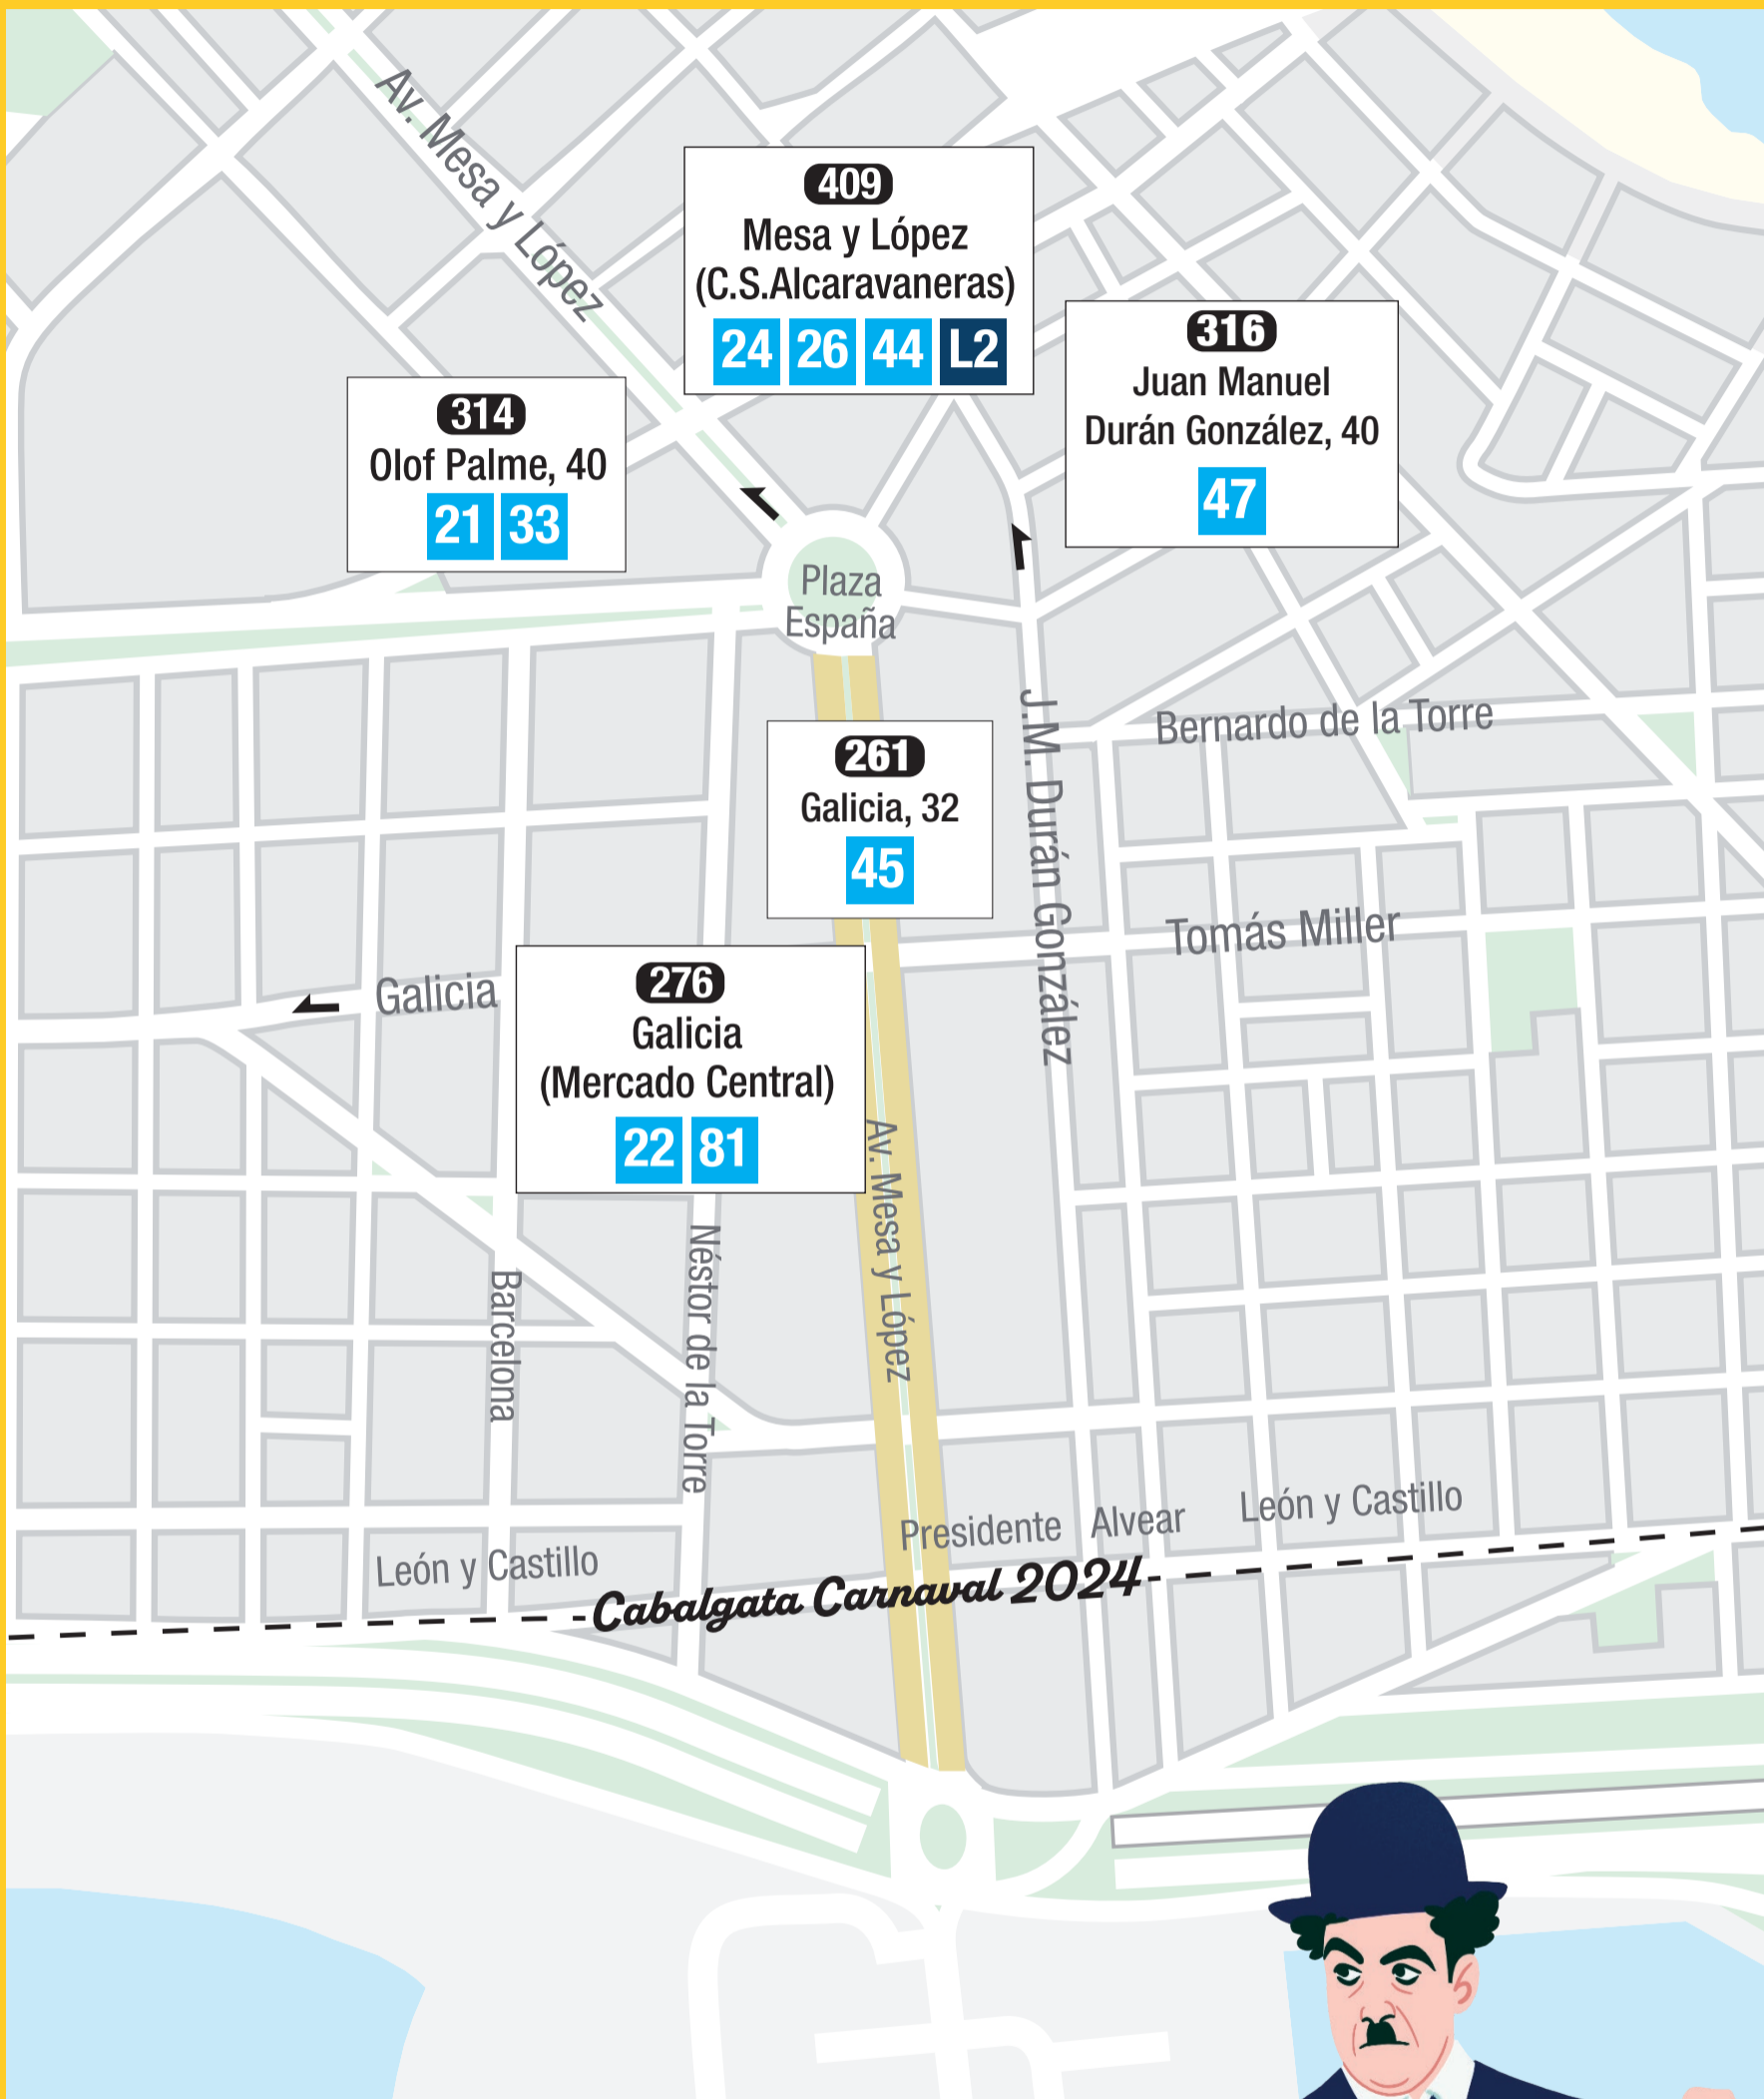 Av. Mesa y López
409
Mesa y López
(C.S.Alcaravaneras)
24 26 44 L2
316
Juan Manuel
Durán González, 40
47
314
Olof Palme, 40
21 33
Plaza
España
J.M. Durán González
Bernardo de la Torre
261
Galicia, 32
45
Tomás Miller
Galicia
276
Galicia
(Mercado Central)
22 81
Av. Mesa y López
Néstor de la Torre
Barcelona
Presidente Alvear
León y Castillo
León y Castillo
Cabalgata Carnaval 2024